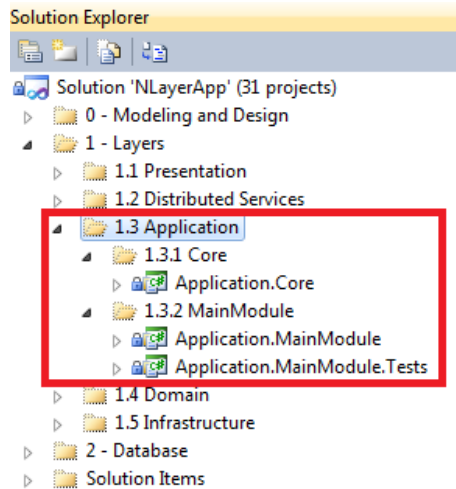 Solution Explorer
Solution 'NLayerApp' (31 projects)
0 - Modeling and Design
1 - Layers
1.1 Presentation
1.2 Distributed Services
1.3 Application
1.3.1 Core
Application.Core
1.3.2 MainModule
Application.MainModule
Application.MainModule.Tests
1.4 Domain
1.5 Infrastructure
2 - Database
Solution Items